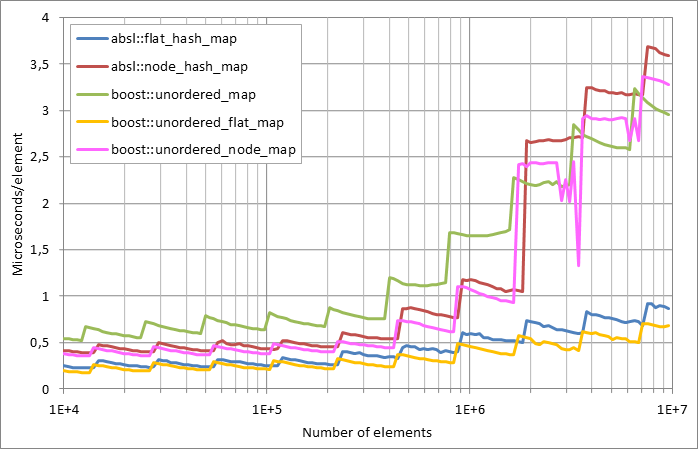 4
3,5
3
2,5
2
1,5
1
0,5
0
Microseconds/element
absl::flat_hash_map
absl::node_hash_map
boost::unordered_map
boost::unordered_flat_map
boost::unordered_node_map
1E+4 1E+5 1E+6 1E+7
Number of elements